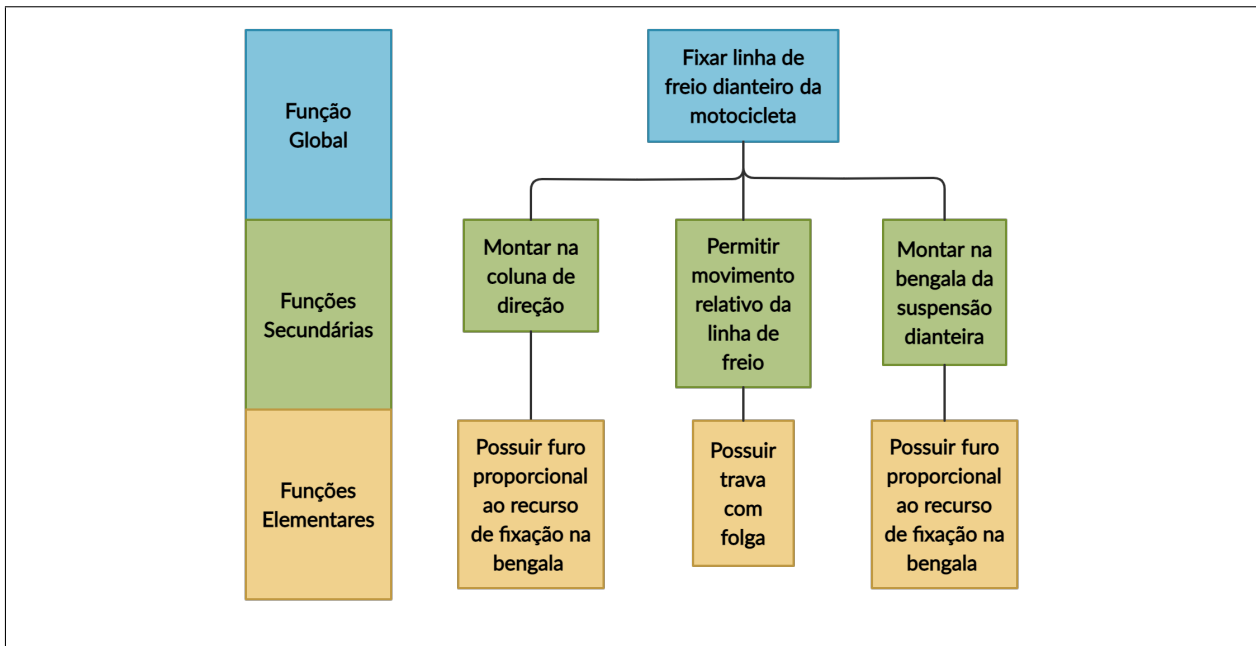 Função
Global
Fixar linha de
freio dianteiro da
motocicleta
Funções
Secundárias
Montar na
coluna de
direção
Permitir
movimento
relativo da
linha de
freio
Montar na
bengala da
suspensão
dianteira
Funções
Elementares
Possuir furo
proporcional
ao recurso
de fixação na
bengala
Possuir
trava
com
folga
Possuir furo
proporcional
ao recurso
de fixação na
bengala